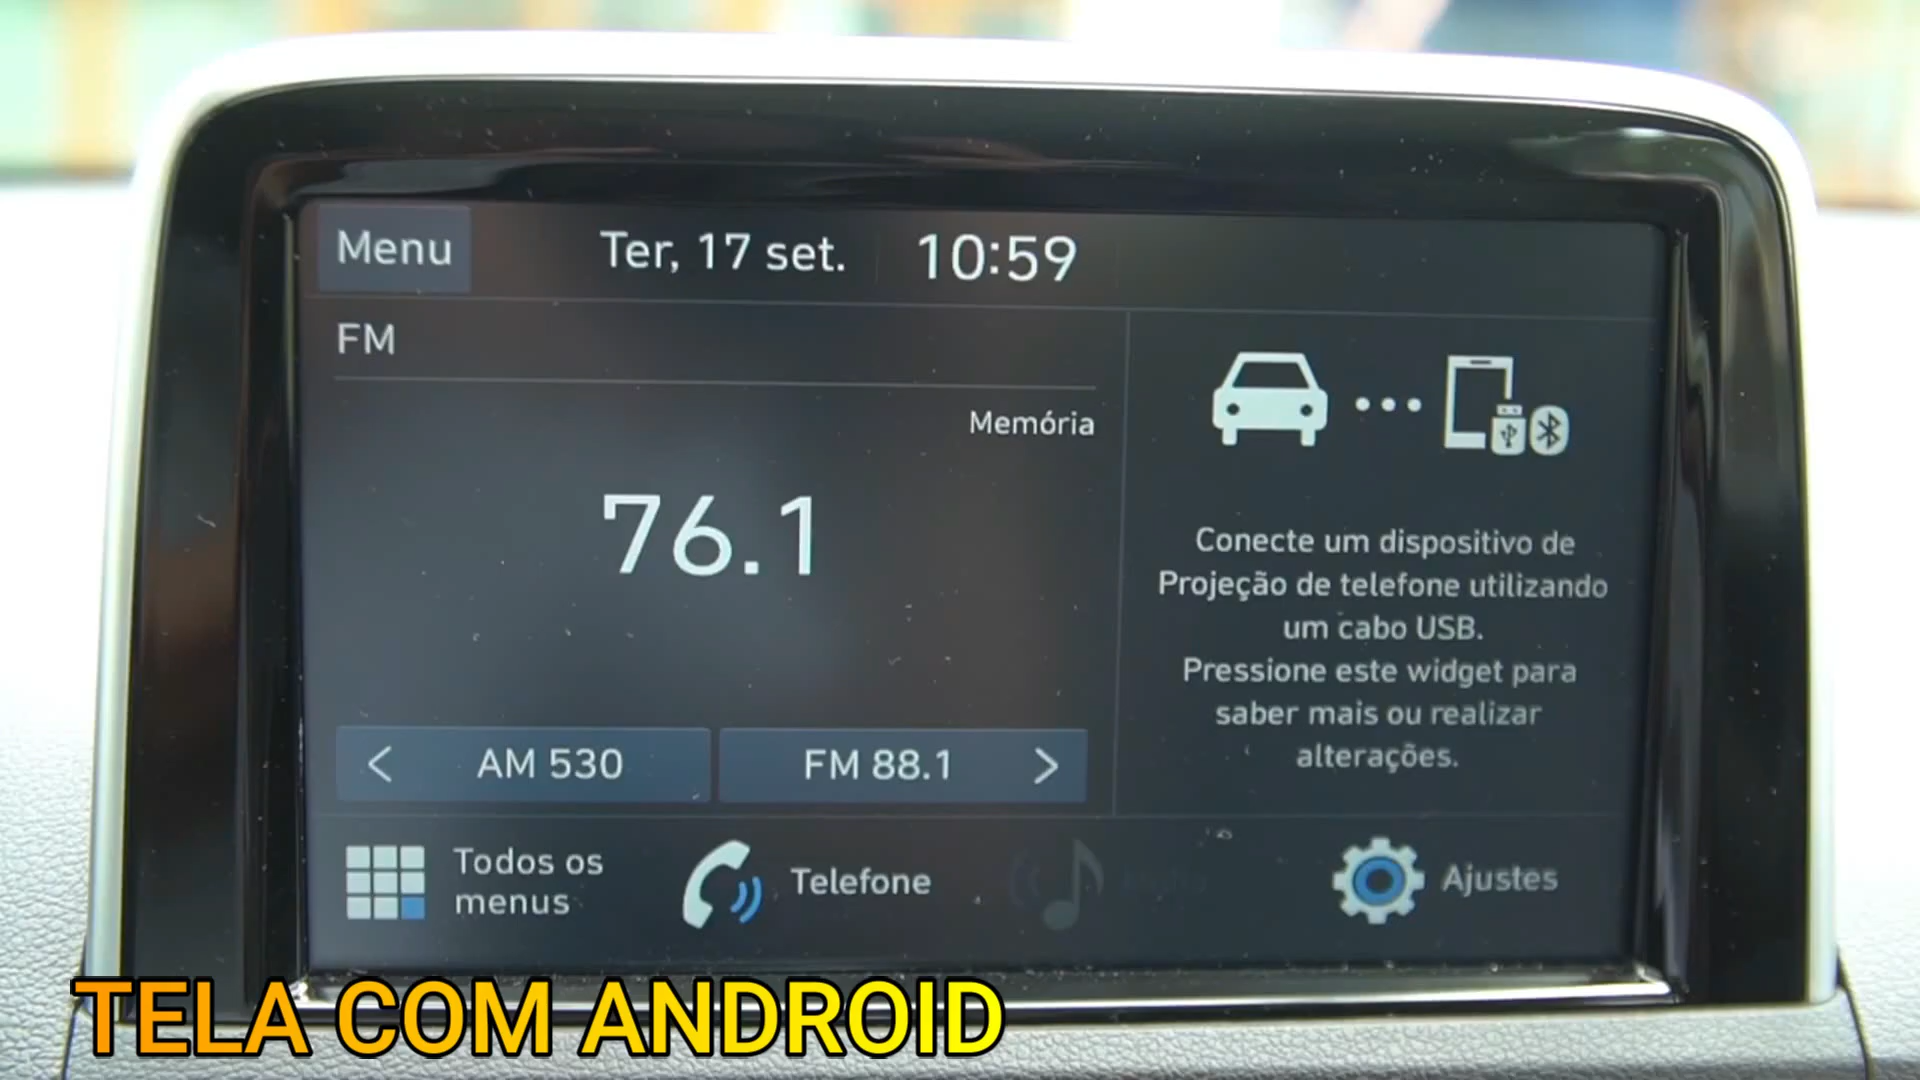 Menu
Ter, 17 set.
10:59
FM
Memória
76.1
Conecte um dispositivo de
Projeção de telefone utilizando
um cabo USB.
Pressione este widget para
saber mais ou realizar
alterações.
< AM 530
FM 88.1 >
Todos os
menus
Telefone
Ajustes
TELA COM ANDROID